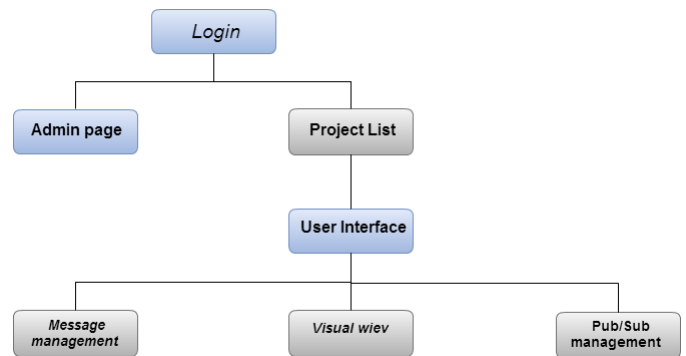 Login
Admin page
Project List
User Interface
Message
management
Visual wiev
Pub/Sub
management